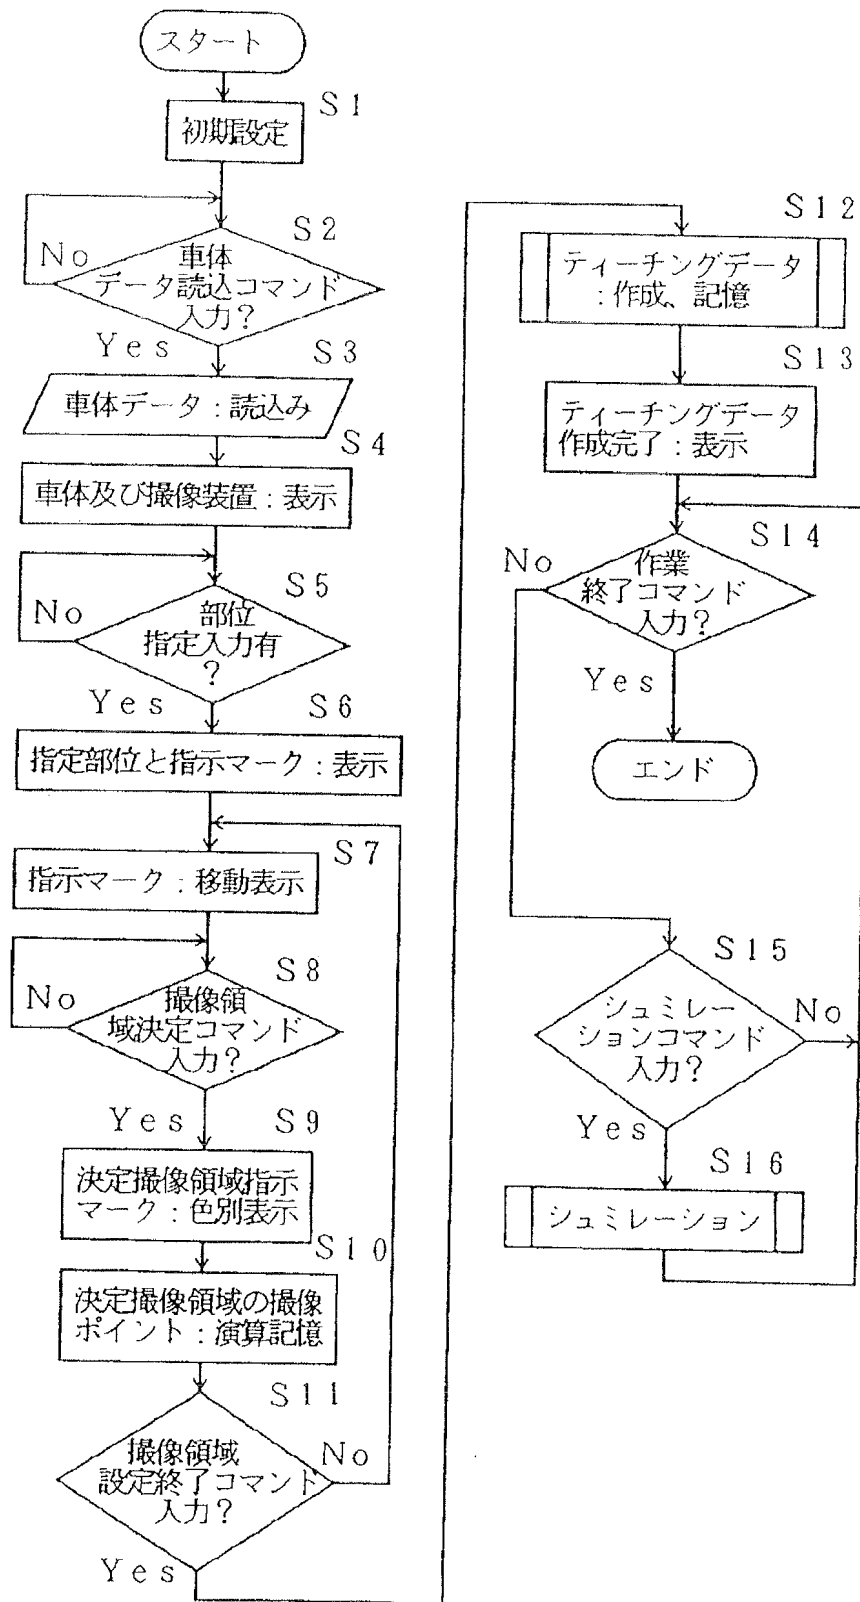 スタート
S1
初期設定
S2
No
車体
データ読込コマンド
入力?
Yes
S3
車体データ:読込み
S4
車体及び撮像装置:表示
S5
No
部位
指定入力有
?
Yes
S6
指定部位と指示マーク:表示
S7
指示マーク:移動表示
S8
No
撮像領
域決定コマンド
入力?
Yes
S9
決定撮像領域指示
マーク:色別表示
S10
決定撮像領域の撮像
ポイント:演算記憶
S11
撮像領域
設定終了コマンド
入力?
No
Yes
S12
ティーチングデータ
:作成、記憶
S13
ティーチングデータ
作成完了:表示
S14
No
作業
終了コマンド
入力?
Yes
エンド
S15
シュミレー
ションコマンド
入力?
No
Yes
S16
シュミレーション